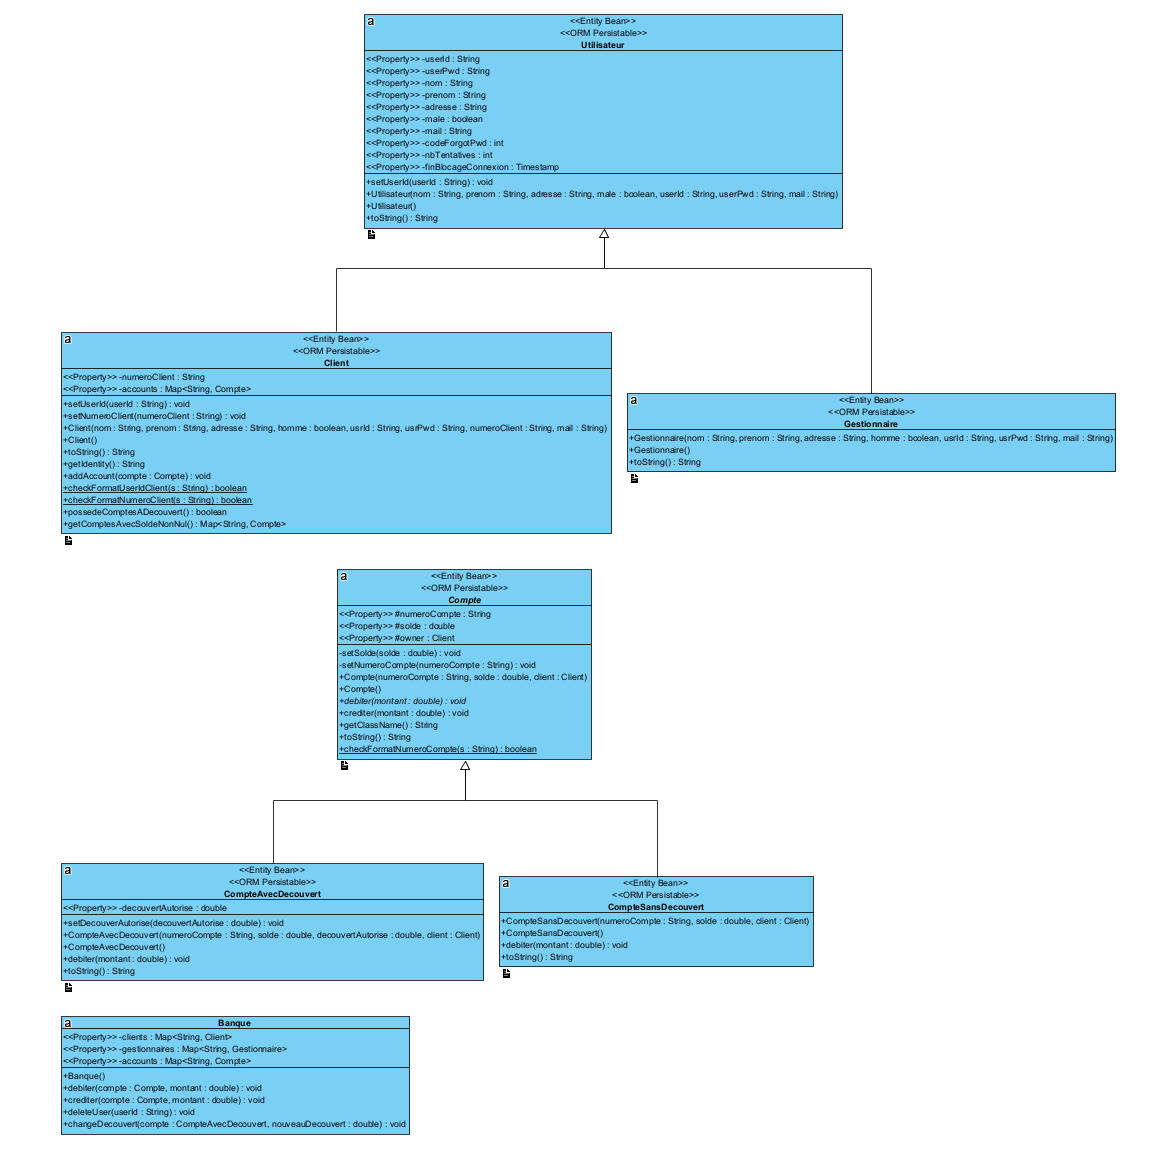 a
<<Entity Bean>>
<<ORM Persistable>>
Utilisateur
<<Property>> -userId : String
<<Property>> -userPwd : String
<<Property>> -nom : String
<<Property>> -prenom : String
<<Property>> -adresse : String
<<Property>> -male : boolean
<<Property>> -mail : String
<<Property>> -codeForgotPwd : int
<<Property>> -nbTentatives : int
<<Property>> -finBlocageConnexion : Timestamp
+setUserId(userId : String) : void
+Utilisateur(nom : String, prenom : String, adresse : String, male : boolean, userId : String, userPwd : String, mail : String)
+Utilisateur()
+toString() : String
a
<<Entity Bean>>
<<ORM Persistable>>
Client
<<Property>> -numeroClient : String
<<Property>> -accounts : Map<String, Compte>
+setUserId(userId : String) : void
+setNumeroClient(numeroClient : String) : void
+Client(nom : String, prenom : String, adresse : String, homme : boolean, usrId : String, usrPwd : String, numeroClient : String, mail : String)
+Client()
+toString() : String
+getIdentity() : String
+addAccount(compte : Compte) : void
+checkFormatUserIdClient(s : String) : boolean
+checkFormatNumeroClient(s : String) : boolean
+possedeComptesADecouvert() : boolean
+getComptesAvecSoldeNonNul() : Map<String, Compte>
a
<<Entity Bean>>
<<ORM Persistable>>
Gestionnaire
+Gestionnaire(nom : String, prenom : String, adresse : String, homme : boolean, usrId : String, usrPwd : String, mail : String)
+Gestionnaire()
+toString() : String
a
<<Entity Bean>>
<<ORM Persistable>>
Compte
<<Property>> #numeroCompte : String
<<Property>> #solde : double
<<Property>> #owner : Client
-setSolde(solde : double) : void
-setNumeroCompte(numeroCompte : String) : void
+Compte(numeroCompte : String, solde : double, client : Client)
+Compte()
+debiter(montant : double) : void
+crediter(montant : double) : void
+getClassName() : String
+toString() : String
+checkFormatNumeroCompte(s : String) : boolean
a
<<Entity Bean>>
<<ORM Persistable>>
CompteAvecDecouvert
<<Property>> -decouvertAutorise : double
+setDecouverAutorise(decouvertAutorise : double) : void
+CompteAvecDecouvert(numeroCompte : String, solde : double, decouvertAutorise : double, client : Client)
+CompteAvecDecouvert()
+debiter(montant : double) : void
+toString() : String
a
<<Entity Bean>>
<<ORM Persistable>>
CompteSansDecouvert
+CompteSansDecouvert(numeroCompte : String, solde : double, client : Client)
+CompteSansDecouvert()
+debiter(montant : double) : void
+toString() : String
a
Banque
<<Property>> -clients : Map<String, Client>
<<Property>> -gestionnaires : Map<String, Gestionnaire>
<<Property>> -accounts : Map<String, Compte>
+Banque()
+debiter(compte : Compte, montant : double) : void
+crediter(compte : Compte, montant : double) : void
+deleteUser(userId : String) : void
+changeDecouvert(compte : CompteAvecDecouvert, nouveauDecouvert : double) : void